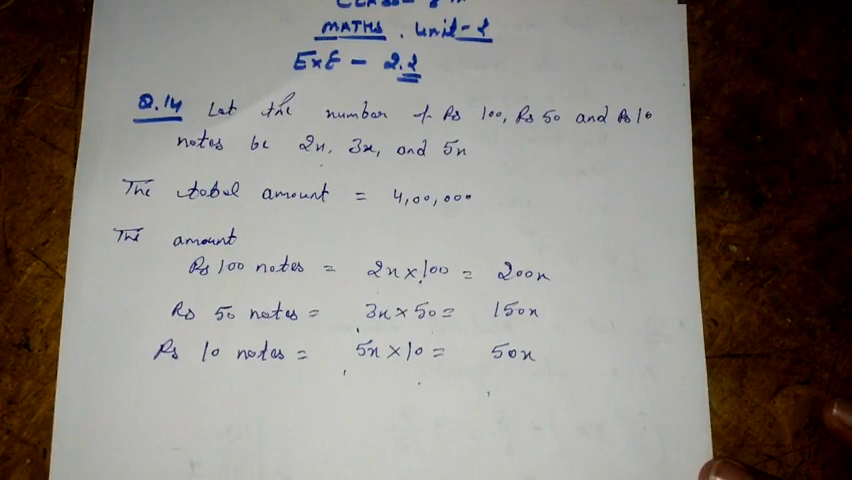 MATHS. Unit-2
ExE - 2.2
Q.14 Let the number of Rs 100, Rs 50 and Rs 10
notes be 2x, 3x, and 5x
The total amount = 4,00,000
The amount
Rs 100 notes = 2x × 100 = 200x
Rs 50 notes = 3x × 50 = 150x
Rs 10 notes = 5x × 10 = 50x